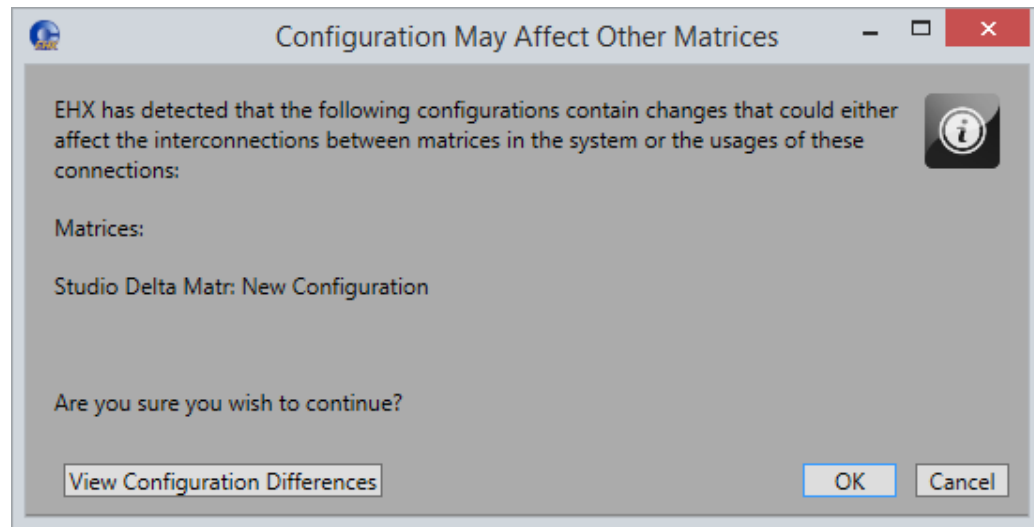 Configuration May Affect Other Matrices
EHX has detected that the following configurations contain changes that could either
affect the interconnections between matrices in the system or the usages of these
connections:
Matrices:
Studio Delta Matr: New Configuration
Are you sure you wish to continue?
View Configuration Differences OK Cancel